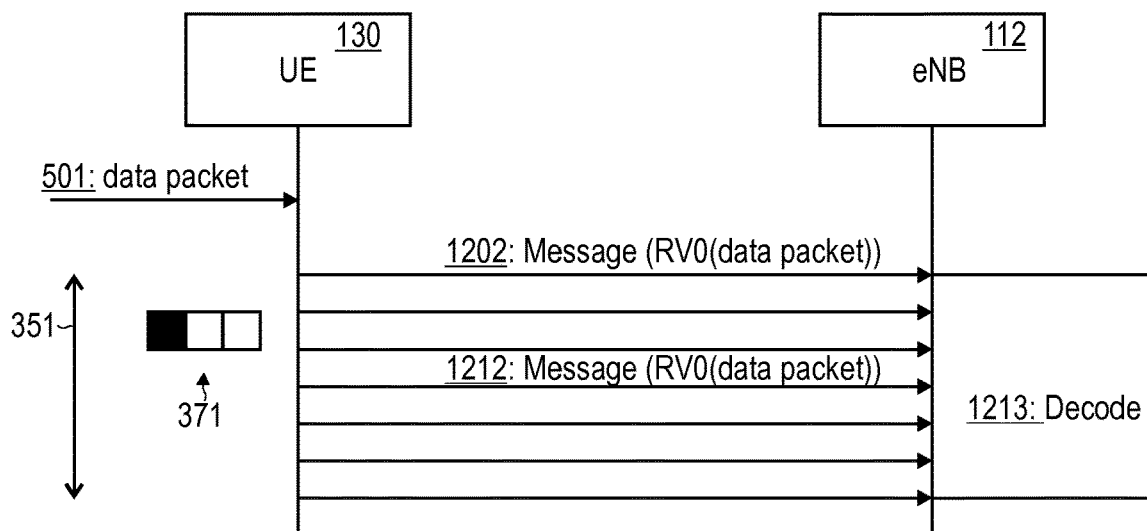 130
UE
112
eNB
501: data packet
1202: Message (RV0(data packet))
351
371
1212: Message (RV0(data packet))
1213: Decode